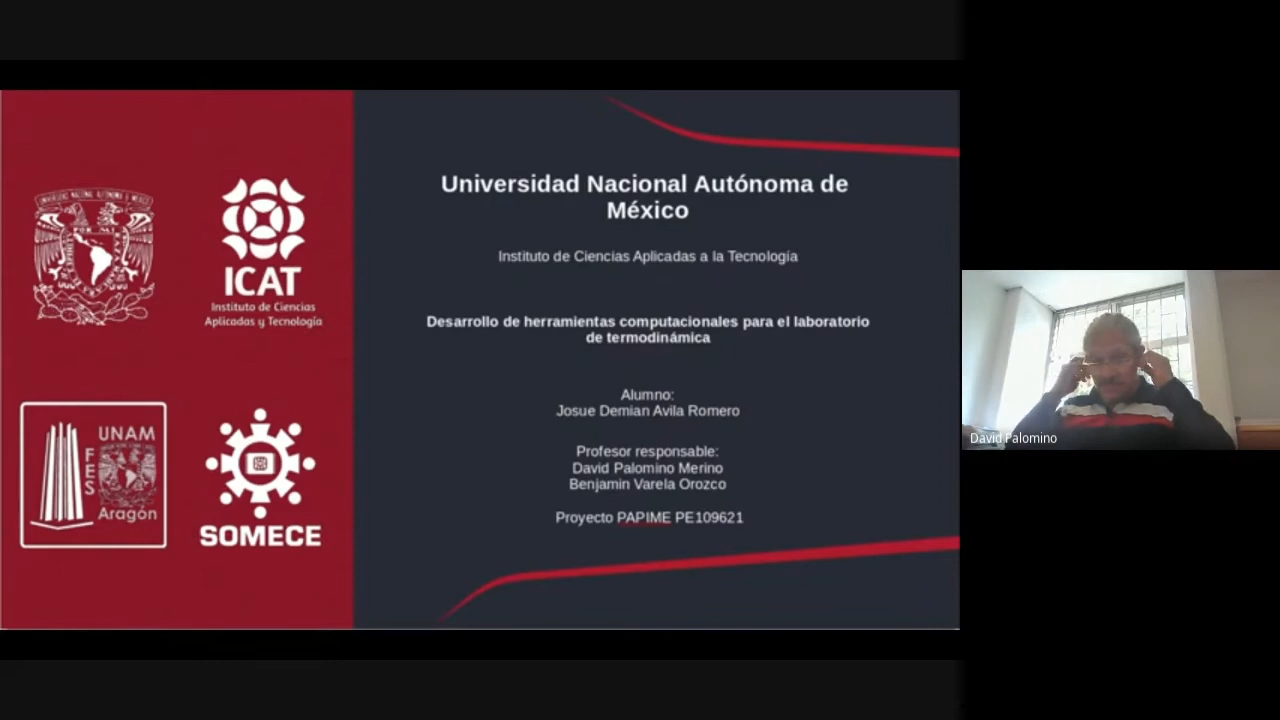 Universidad Nacional Autónoma de
México
Instituto de Ciencias Aplicadas a la Tecnología
Desarrollo de herramientas computacionales para el laboratorio
de termodinámica
Alumno:
Josue Demian Avila Romero
Profesor responsable:
David Palomino Merino
Benjamin Varela Orozco
Proyecto PAPIME PE109621
ICAT
Instituto de Ciencias
Aplicadas y Tecnología
UNAM
FES
Aragón
SOMECE
David Palomino